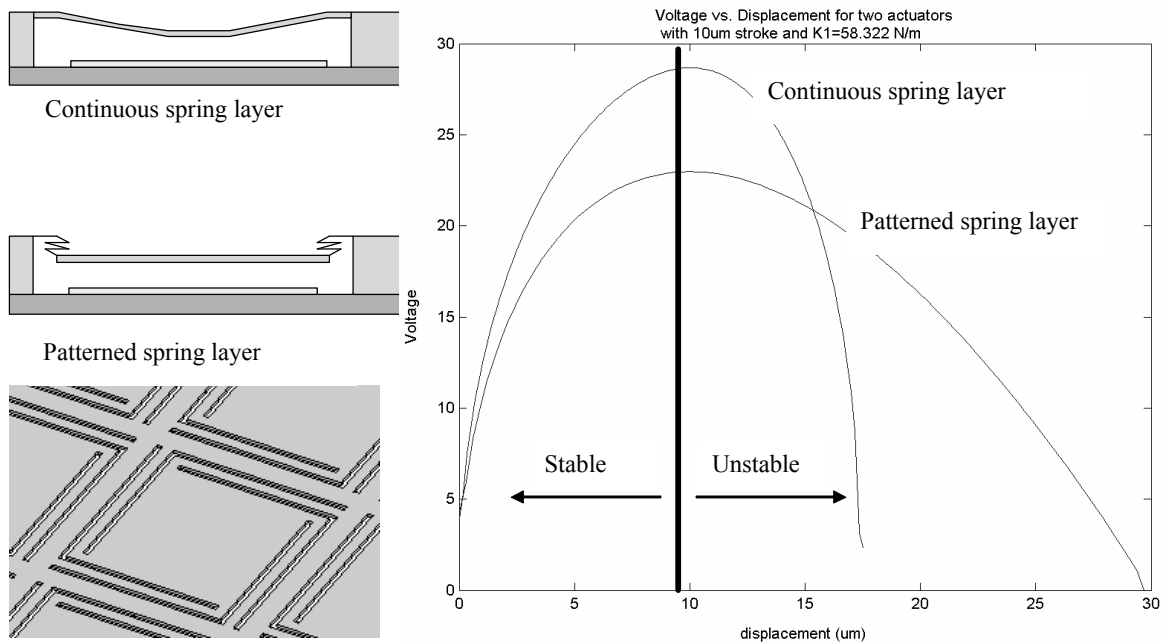 Continuous spring layer
Patterned spring layer
Voltage vs. Displacement for two actuators
with 10um stroke and K1=58.322 N/m
30
25
20
15
10
5
0
Voltage
Continuous spring layer
Patterned spring layer
Stable
Unstable
0 5 10 15 20 25 30
displacement (um)